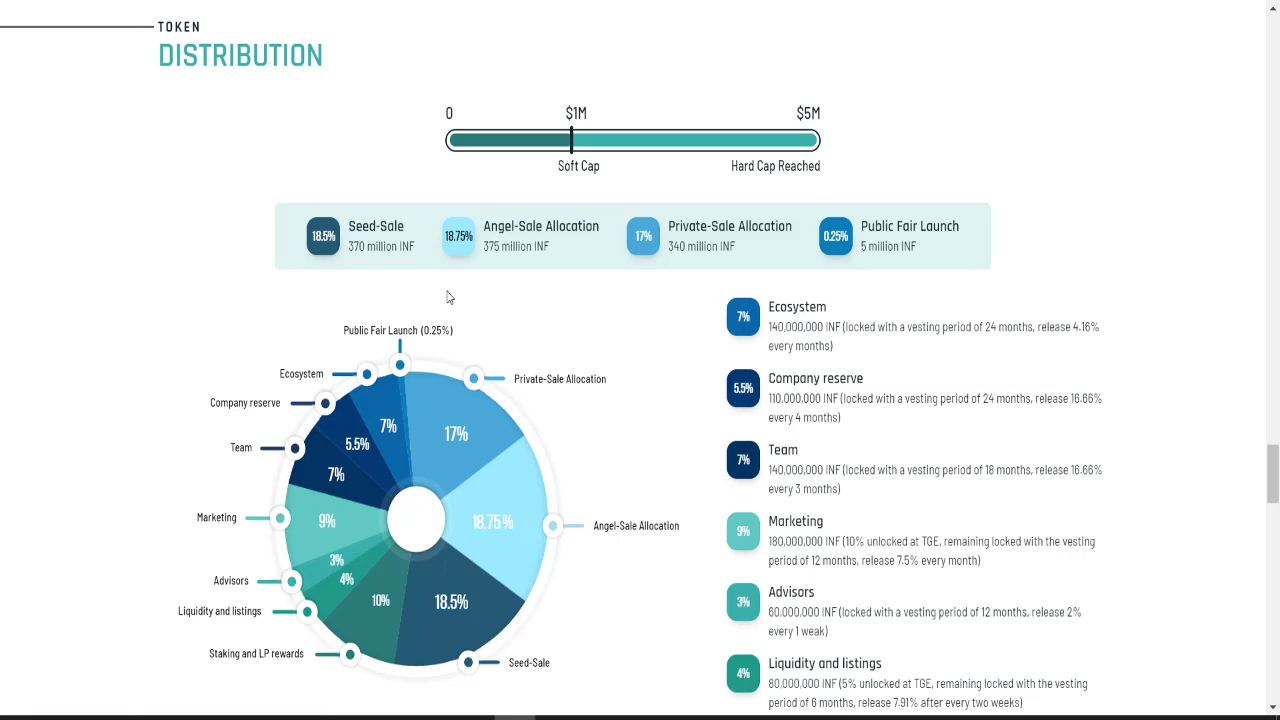 TOKEN
DISTRIBUTION
0 $1M $5M
Soft Cap Hard Cap Reached
18.5% Seed-Sale
370 million INF
18.75% Angel-Sale Allocation
375 million INF
17% Private-Sale Allocation
340 million INF
0.25% Public Fair Launch
5 million INF
Public Fair Launch (0.25%)
Ecosystem
Private-Sale Allocation
Company reserve
Team
Marketing
Angel-Sale Allocation
Advisors
Liquidity and listings
Staking and LP rewards
Seed-Sale
7%
17%
5.5%
7%
9%
18.75%
3%
4%
10%
18.5%
7% Ecosystem
140,000,000 INF (locked with a vesting period of 24 months, release 4.16%
every months)
5.5% Company reserve
110,000,000 INF (locked with a vesting period of 24 months, release 16.66%
every 4 months)
7% Team
140,000,000 INF (locked with a vesting period of 18 months, release 16.66%
every 3 months)
9% Marketing
180,000,000 INF (10% unlocked at TGE, remaining locked with the vesting
period of 12 months, release 7.5% every month)
3% Advisors
60,000,000 INF (locked with a vesting period of 12 months, release 2%
every 1 weak)
4% Liquidity and listings
80,000,000 INF (5% unlocked at TGE, remaining locked with the vesting
period of 6 months, release 7.91% after every two weeks)